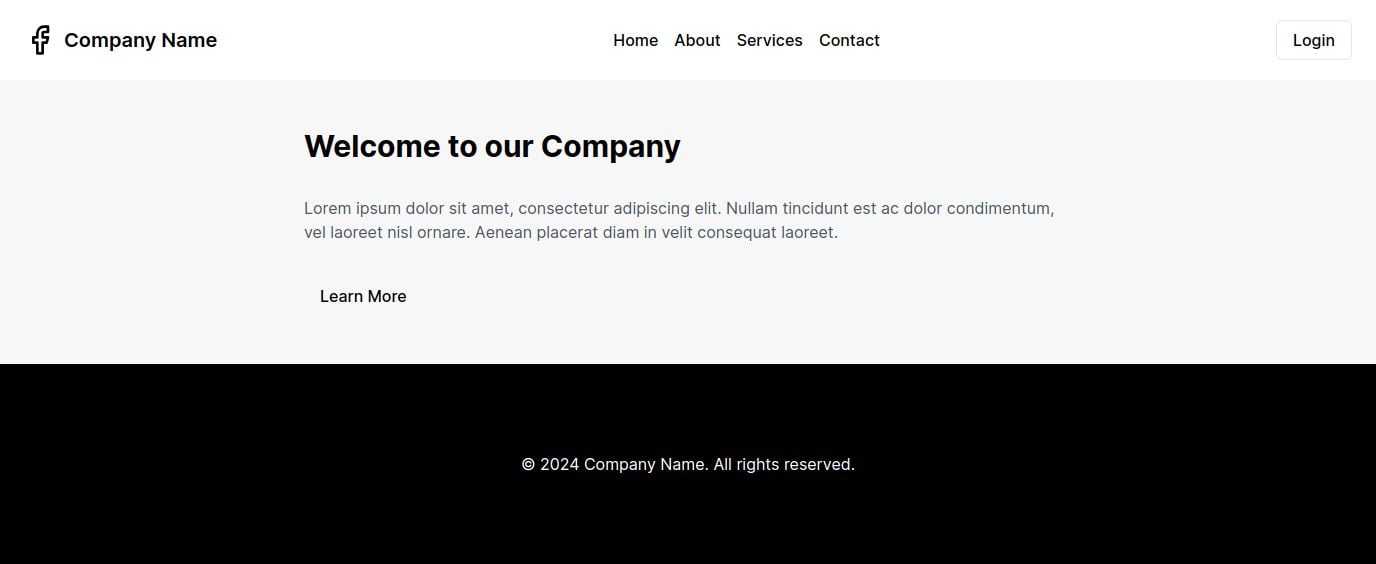 Company Name
Home About Services Contact
Login
Welcome to our Company
Lorem ipsum dolor sit amet, consectetur adipiscing elit. Nullam tincidunt est ac dolor condimentum,
vel laoreet nisl ornare. Aenean placerat diam in velit consequat laoreet.
Learn More
© 2024 Company Name. All rights reserved.